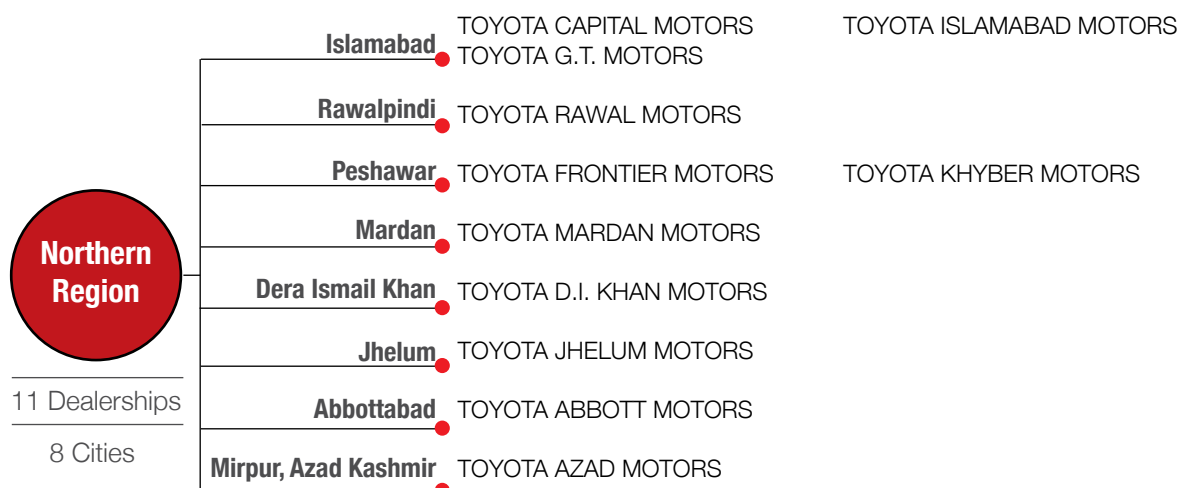 Northern
Region
11 Dealerships
8 Cities
Islamabad
TOYOTA CAPITAL MOTORS TOYOTA ISLAMABAD MOTORS
TOYOTA G.T. MOTORS
Rawalpindi TOYOTA RAWAL MOTORS
Peshawar TOYOTA FRONTIER MOTORS TOYOTA KHYBER MOTORS
Mardan TOYOTA MARDAN MOTORS
Dera Ismail Khan TOYOTA D.I. KHAN MOTORS
Jhelum TOYOTA JHELUM MOTORS
Abbottabad TOYOTA ABBOTT MOTORS
Mirpur, Azad Kashmir TOYOTA AZAD MOTORS